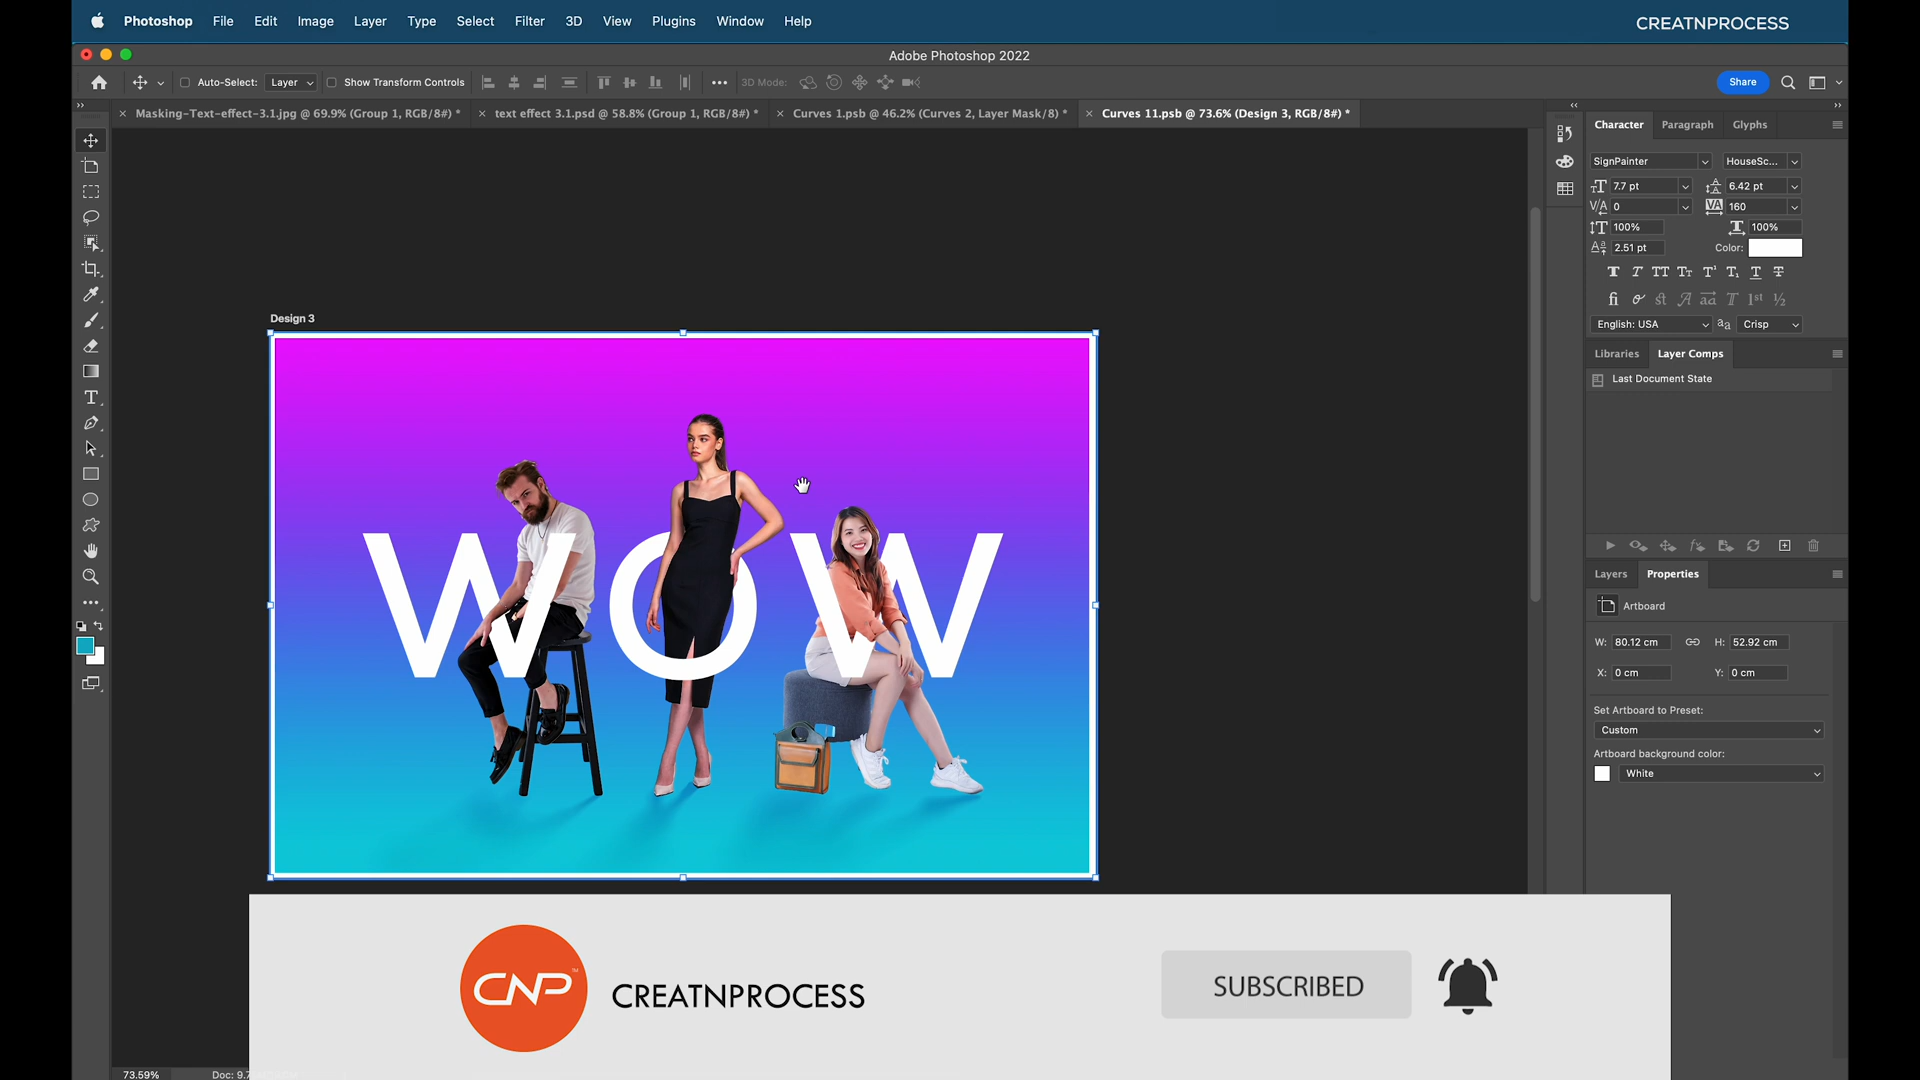 Photoshop File Edit Image Layer Type Select Filter 3D View Plugins Window Help
CREATNPROCESS
Adobe Photoshop 2022
Auto-Select: Layer Show Transform Controls 3D Mode: Share
Masking-Text-effect-3.1.jpg @ 69.9% (Group 1, RGB/8#) *
text effect 3.1.psd @ 58.8% (Group 1, RGB/8#) *
Curves 1.psb @ 46.2% (Curves 2, Layer Mask/8) *
Curves 11.psb @ 73.6% (Design 3, RGB/8#) *
Character Paragraph Glyphs
SignPainter HouseSc...
7.7 pt 6.42 pt
0 160
100% 100%
2.51 pt Color:
English: USA Crisp
Libraries Layer Comps
Last Document State
Design 3
WOW
Layers Properties
Artboard
W: 80.12 cm H: 52.92 cm
X: 0 cm Y: 0 cm
Set Artboard to Preset:
Custom
Artboard background color:
White
CNP™
CREATNPROCESS
SUBSCRIBED
73.59%